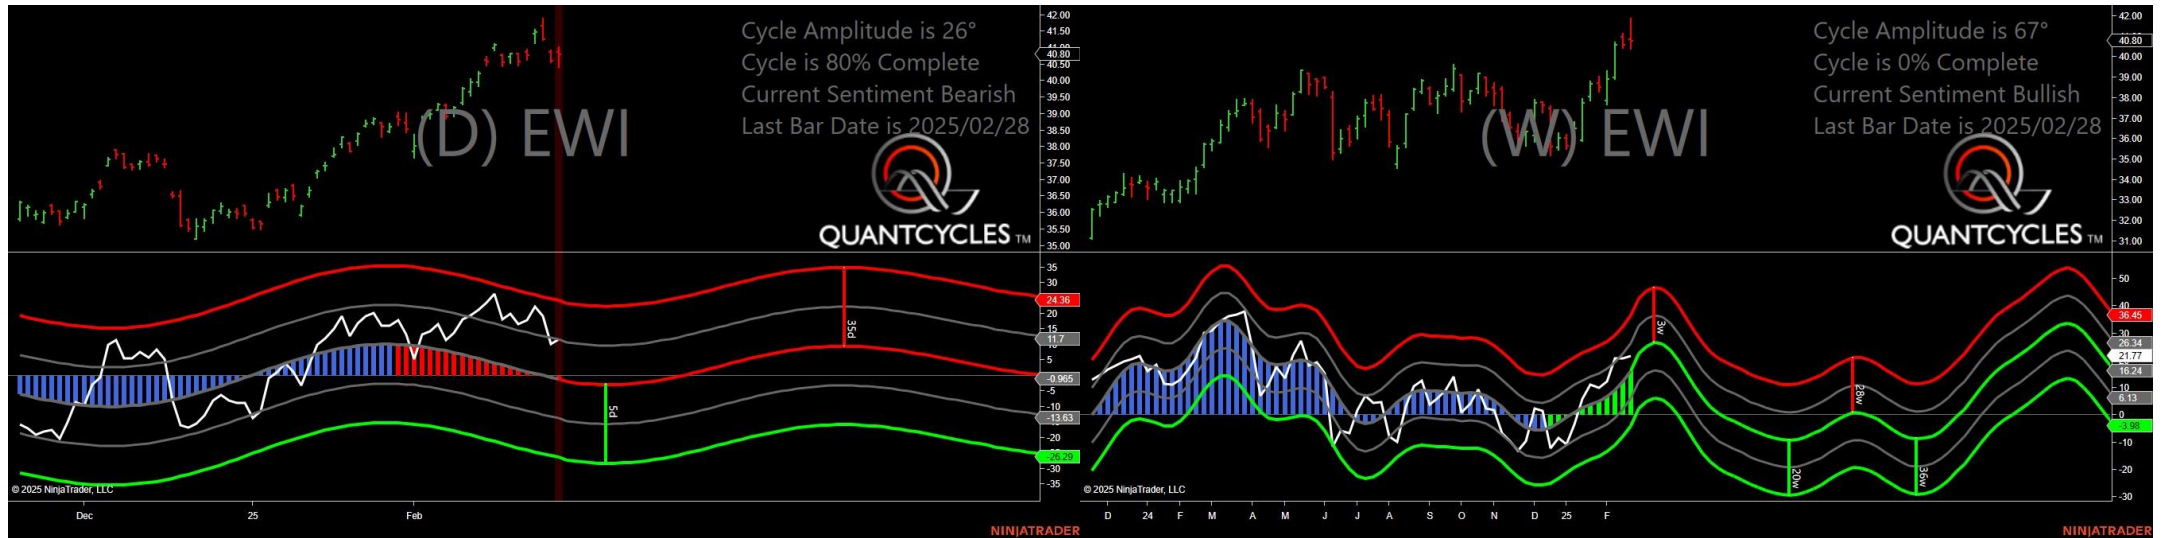 Cycle Amplitude is 26°
Cycle is 80% Complete
Current Sentiment Bearish
Last Bar Date is 2025/02/28
(D) EWI
QUANTCYCLES TM
42.00
41.50
40.80
40.50
40.00
39.50
39.00
38.50
38.00
37.50
37.00
36.50
36.00
35.50
35.00
35
24.36
20
15
11.7
5
-0.965
-5
-10
-13.63
-20
-26.29
-30
-35
35d
5d
© 2025 NinjaTrader, LLC
Dec
25
Feb
NINJATRADER
Cycle Amplitude is 67°
Cycle is 0% Complete
Current Sentiment Bullish
Last Bar Date is 2025/02/28
(W) EWI
QUANTCYCLES TM
42.00
40.80
40.00
39.00
38.00
37.00
36.00
35.00
34.00
33.00
32.00
31.00
50
40
36.45
30
26.34
21.77
16.24
10
6.13
0
-3.98
-10
-20
-30
3w
28w
20w
36w
© 2025 NinjaTrader, LLC
D 24 F M A M J J A S O N D 25 F
NINJATRADER